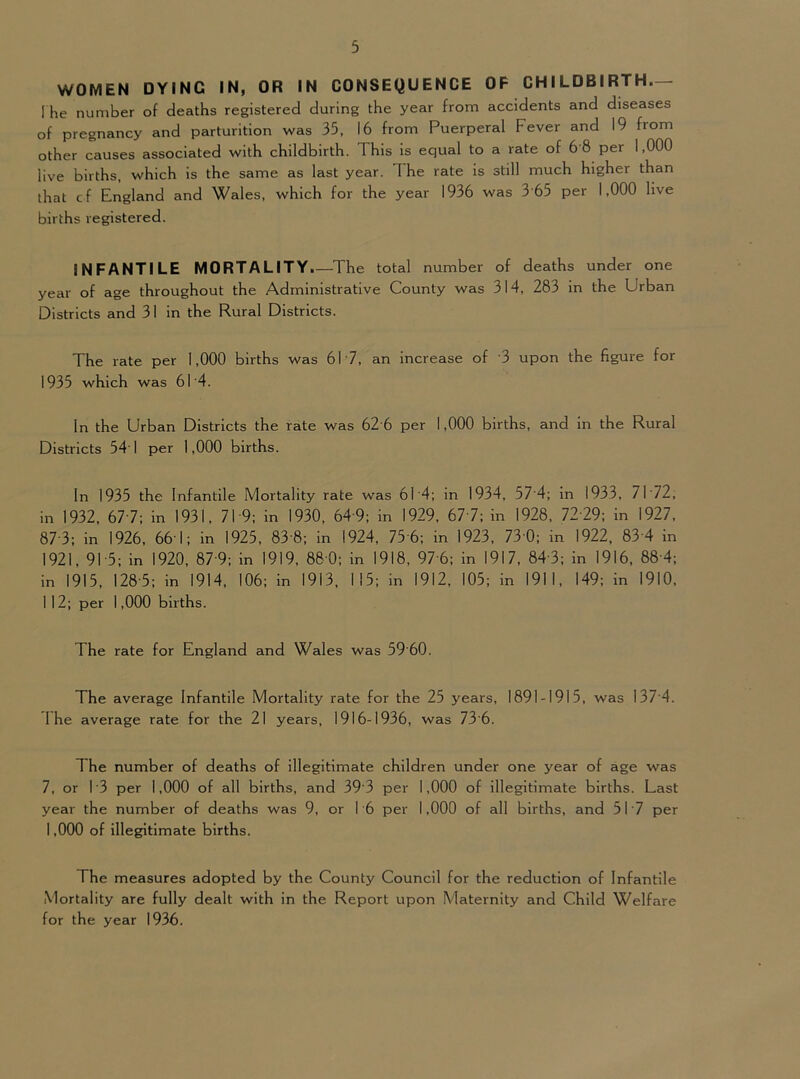 5
WOMEN DYING IN, OR IN CONSEQUENCE OF CHILDBIRTH.—
The number of deaths registered during the year from accidents and diseases
of pregnancy and parturition was 35, 16 from Puerperal Fever and 19 from
other causes associated with childbirth. This is equal to a rate of 6·8 per 1,000
live births, which is the same as last year. The rate is still much higher than
that of England and Wales, which for the year 1936 was 3·65 per 1,000 live
births registered.
INFANTILE MORTALITY.—The total number of deaths under one
year of age throughout the Administrative County was 314, 283 in the Urban
Districts and 31 in the Rural Districts.
The rate per 1,000 births was 61·7, an increase of ·3 upon the figure for
1935 which was 61·4.
In the Urban Districts the rate was 62·6 per 1,000 births, and in the Rural
Districts 54·1 per 1,000 births.
In 1935 the Infantile Mortality rate was 61·4; in 1934, 57·4; in 1933, 71·72;
in 1932, 67·7; in 1931, 71·9; in 1930, 64·9; in 1929, 67·7; in 1928, 72·29; in 1927,
87·3; in 1926, 66·1; in 1925, 83·8; in 1924, 75·6; in 1923, 73·0; in 1922, 83·4 in
1921, 91·5; in 1920, 87·9; in 1919, 88·0; in 1918, 97·6; in 1917, 84·3; in 1916, 88·4;
in 1915, 128·5; in 1914, 106; in 1913, 115; in 1912, 105; in 1911, 149; in 1910,
112; per 1,000 births.
The rate for England and Wales was 59·60.
The average Infantile Mortality rate for the 25 years, 1891-1915, was 137·4.
The average rate for the 21 years, 1916-1936, was 73·6.
The number of deaths of illegitimate children under one year of age was
7, or 1·3 per 1,000 of all births, and 39·3 per 1,000 of illegitimate births. Last
year the number of deaths was 9, or 1·6 per 1,000 of all births, and 51·7 per
1,000 of illegitimate births.
The measures adopted by the County Council for the reduction of Infantile
Mortality are fully dealt with in the Report upon Maternity and Child Welfare
for the year 1936.